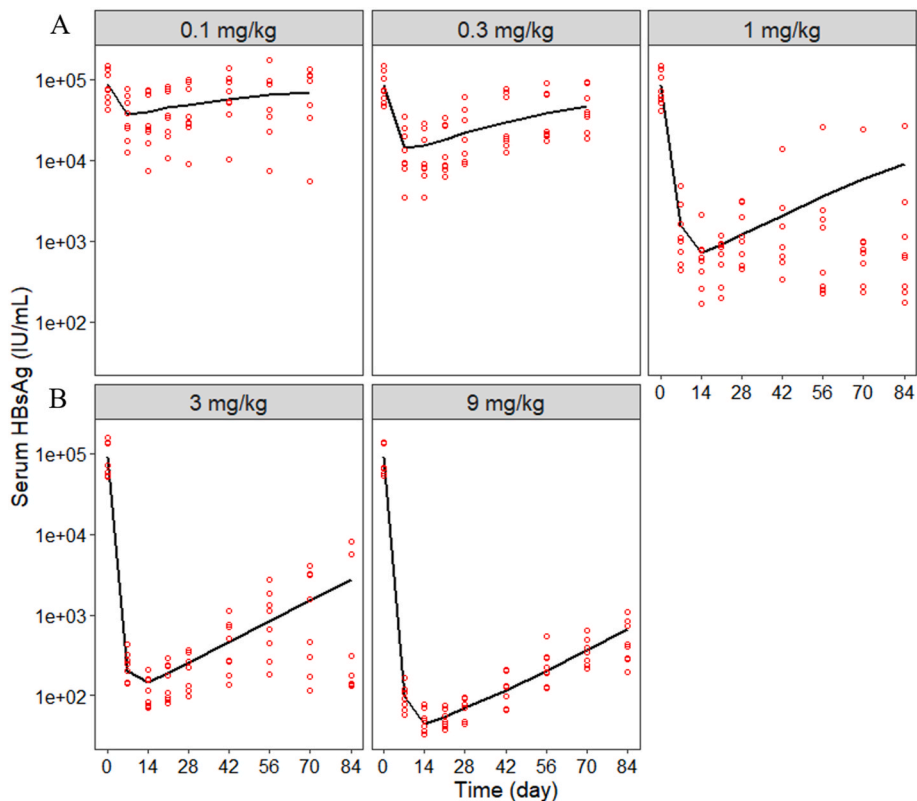 A
0.1 mg/kg
0.3 mg/kg
1 mg/kg
1e+05
1e+04
1e+03
1e+02
0 14 28 42 56 70 84
Serum HBsAg (IU/mL)
B
3 mg/kg
9 mg/kg
1e+05
1e+04
1e+03
1e+02
0 14 28 42 56 70 84
0 14 28 42 56 70 84
Time (day)